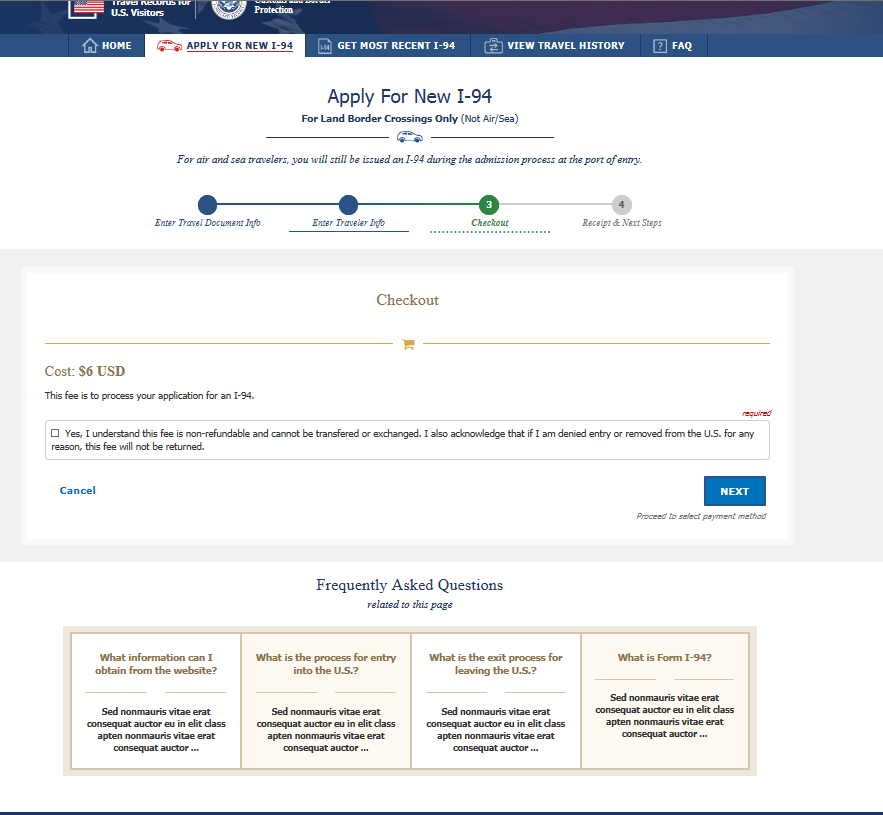 Travel Records for
U.S. Visitors
Customs and Border
Protection
HOME
APPLY FOR NEW I-94
I-94
GET MOST RECENT I-94
VIEW TRAVEL HISTORY
?
FAQ
Apply For New I-94
For Land Border Crossings Only (Not Air/Sea)
For air and sea travelers, you will still be issued an I-94 during the admission process at the port of entry.
3
4
Enter Travel Document Info
Enter Traveler Info
Checkout
Receipt & Next Steps
Checkout
Cost: $6 USD
This fee is to process your application for an I-94.
required
Yes, I understand this fee is non-refundable and cannot be transfered or exchanged. I also acknowledge that if I am denied entry or removed from the U.S. for any
reason, this fee will not be returned.
Cancel
NEXT
Proceed to select payment method
Frequently Asked Questions
related to this page
What information can I
obtain from the website?
Sed nonmauris vitae erat
consequat auctor eu in elit class
apten nonmauris vitae erat
consequat auctor ...
What is the process for entry
into the U.S.?
Sed nonmauris vitae erat
consequat auctor eu in elit class
apten nonmauris vitae erat
consequat auctor ...
What is the exit process for
leaving the U.S.?
Sed nonmauris vitae erat
consequat auctor eu in elit class
apten nonmauris vitae erat
consequat auctor ...
What is Form I-94?
Sed nonmauris vitae erat
consequat auctor eu in elit class
apten nonmauris vitae erat
consequat auctor ...